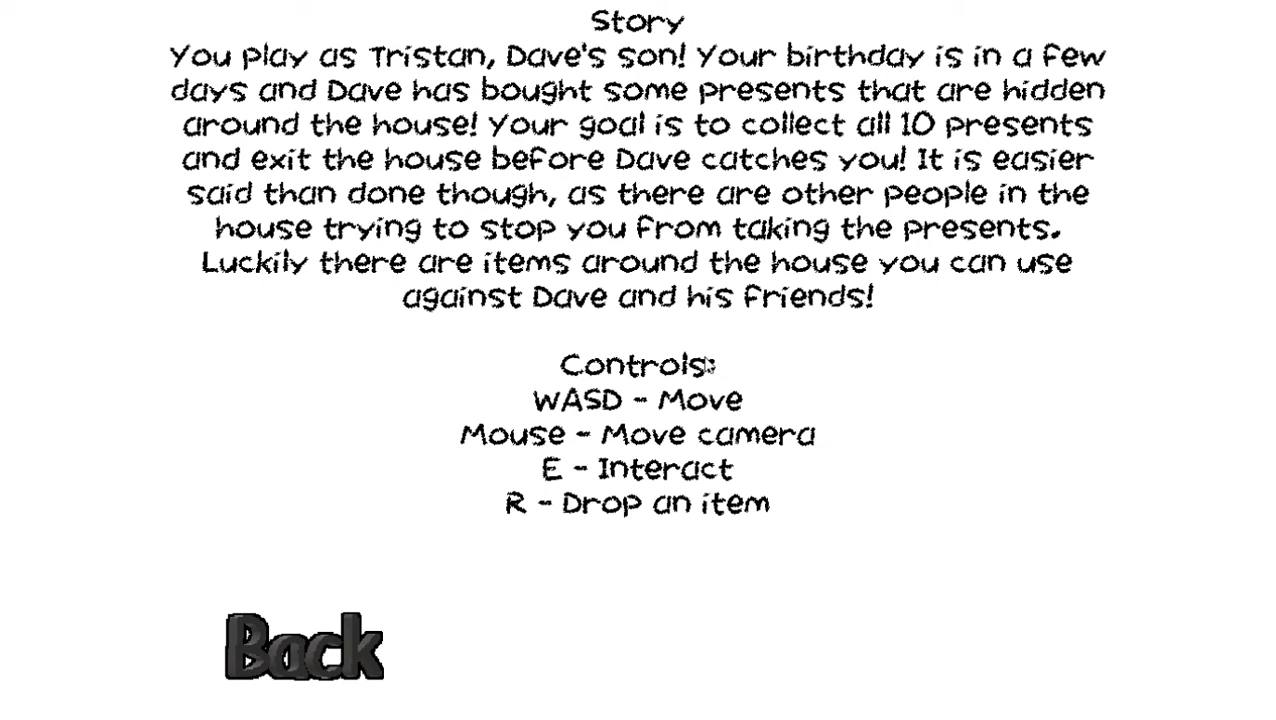 Story
You play as Tristan, Dave's son! Your birthday is in a few
days and Dave has bought some presents that are hidden
around the house! Your goal is to collect all 10 presents
and exit the house before Dave catches you! It is easier
said than done though, as there are other people in the
house trying to stop you from taking the presents.
Luckily there are items around the house you can use
against Dave and his friends!
Controls:
WASD - Move
Mouse - Move camera
E - Interact
R - Drop an item
Back